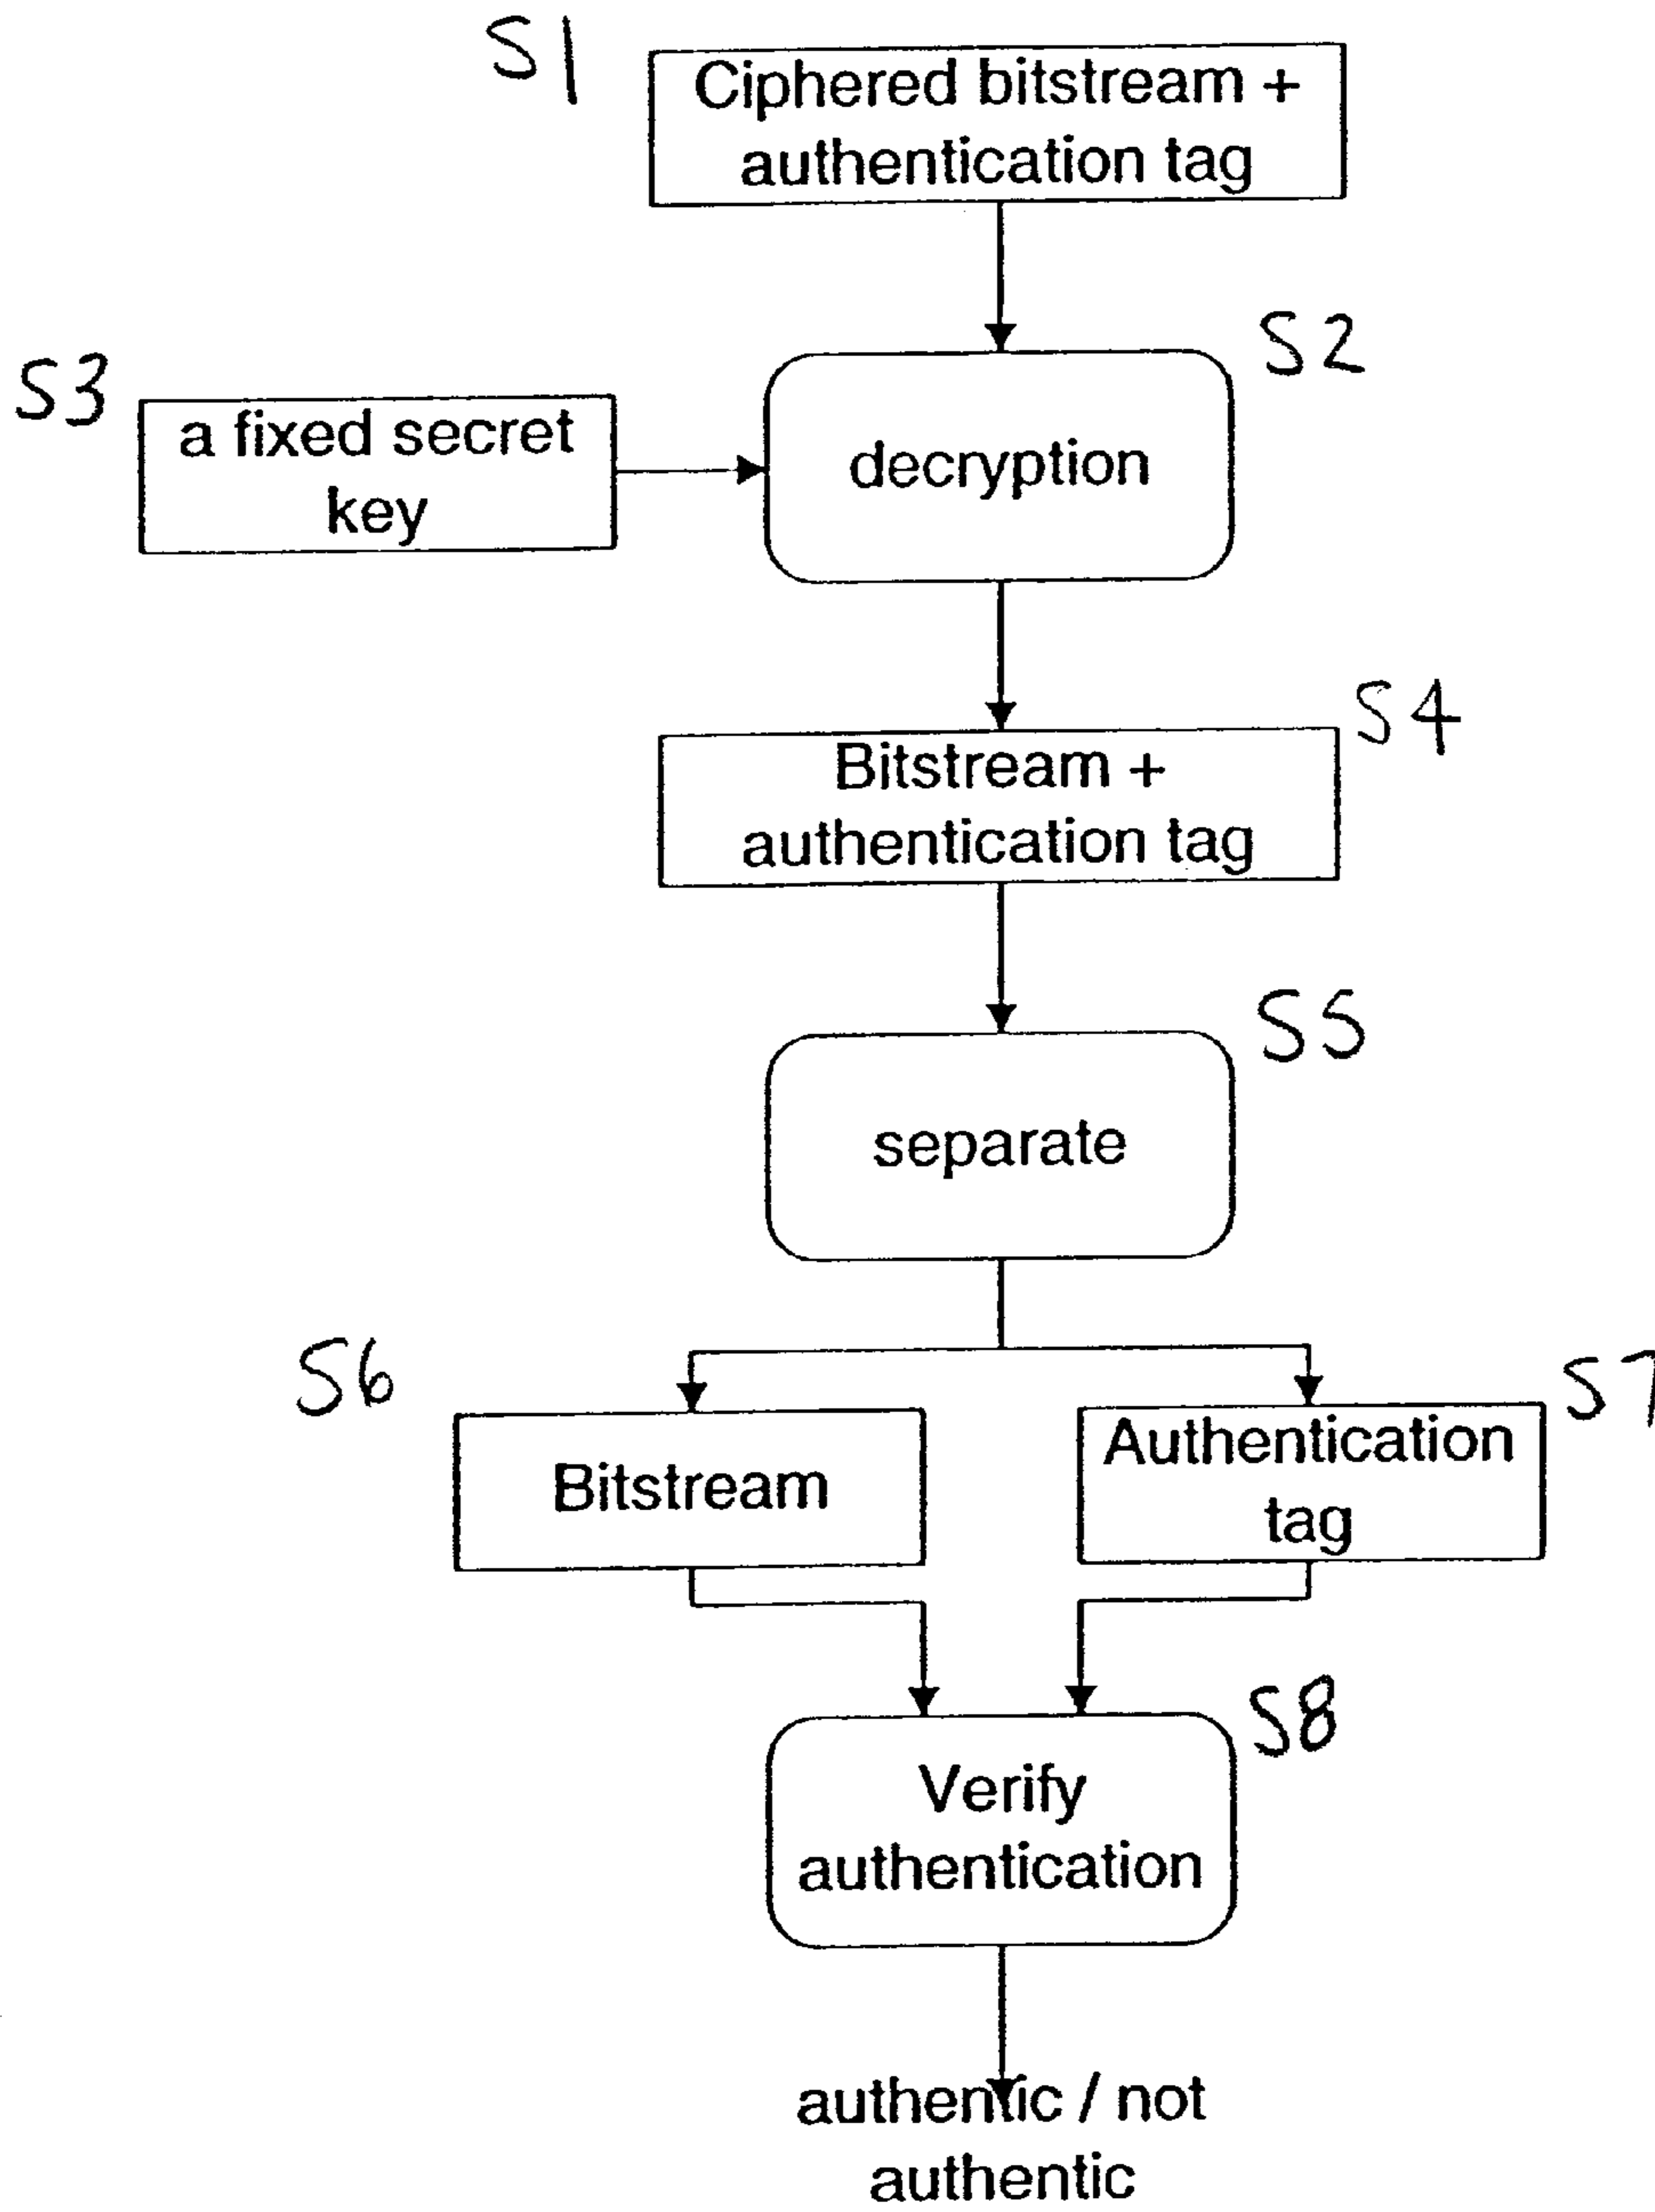 S1
Ciphered bitstream +
authentication tag
S2
S3
a fixed secret
key
decryption
S4
Bitstream +
authentication tag
S5
separate
S6
S7
Bitstream
Authentication
tag
S8
Verify
authentication
authentic / not
authentic